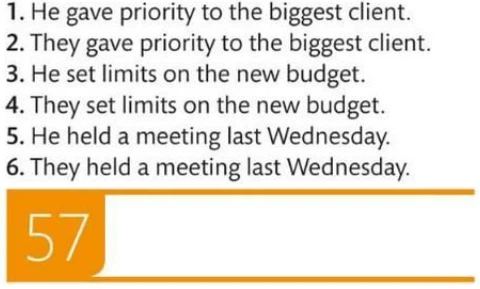 1. He gave priority to the biggest client.
2. They gave priority to the biggest client.
3. He set limits on the new budget.
4. They set limits on the new budget.
5. He held a meeting last Wednesday.
6. They held a meeting last Wednesday.
57